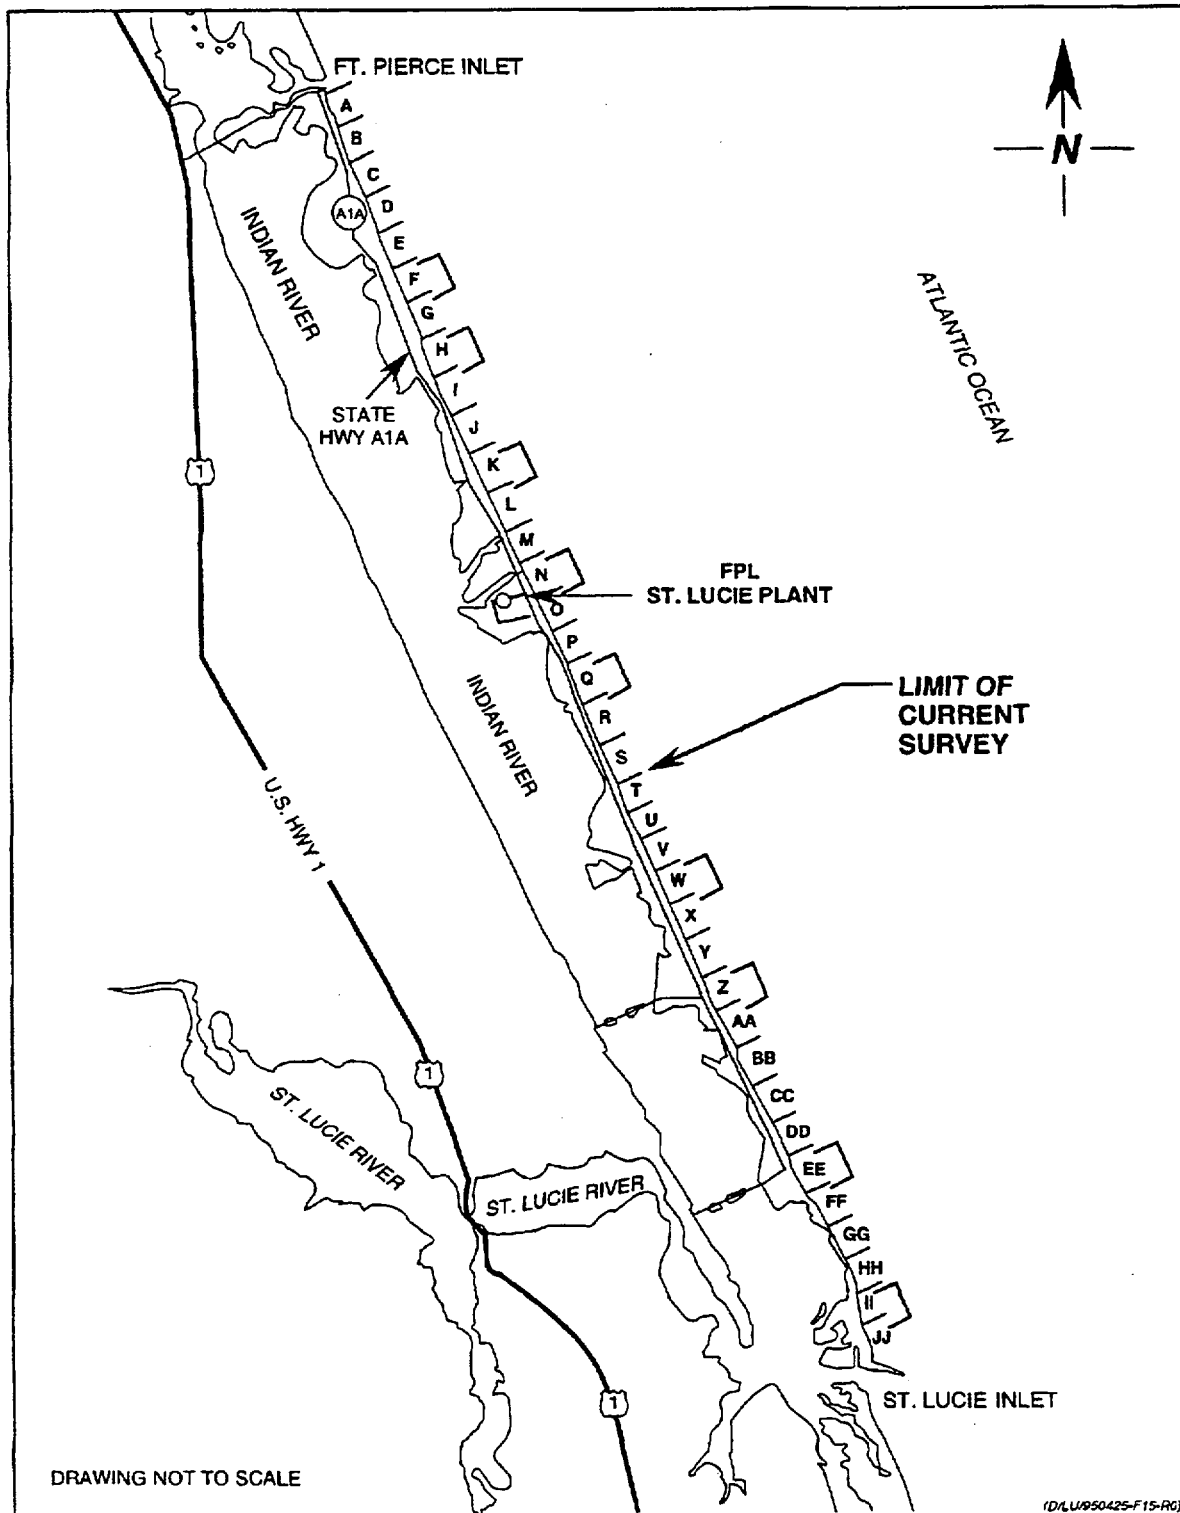 FT. PIERCE INLET
A
B
C
D
E
F
G
H
I
J
K
L
M
N
O
P
Q
R
S
T
U
V
W
X
Y
Z
AA
BB
CC
DD
EE
FF
GG
HH
II
JJ
N
A1A
INDIAN RIVER
ATLANTIC OCEAN
STATE
HWY A1A
1
FPL
ST. LUCIE PLANT
INDIAN RIVER
LIMIT OF
CURRENT
SURVEY
U.S. HWY 1
1
ST. LUCIE RIVER
ST. LUCIE RIVER
1
ST. LUCIE INLET
DRAWING NOT TO SCALE
(D/LU/950425-F15-RG)